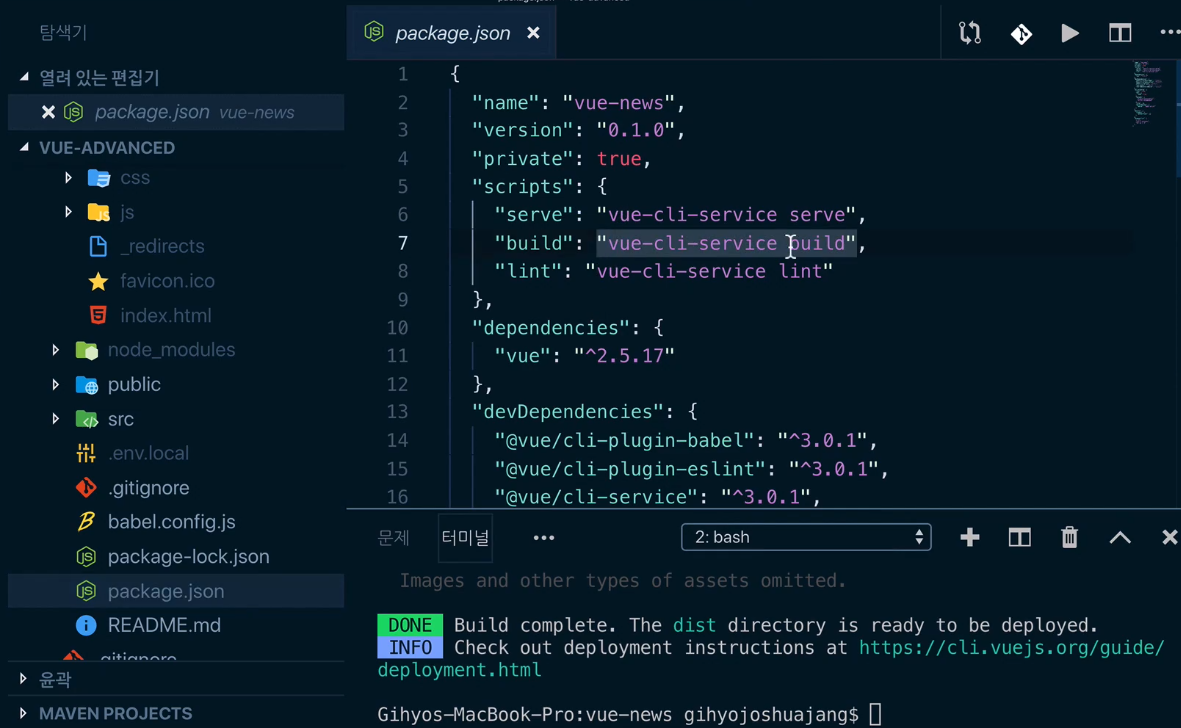 탐색기
열려 있는 편집기
package.json vue-news
VUE-ADVANCED
css
js
_redirects
favicon.ico
index.html
node_modules
public
src
.env.local
.gitignore
babel.config.js
package-lock.json
package.json
README.md
.gitignore
윤곽
MAVEN PROJECTS
package.json
1 {
2 "name": "vue-news",
3 "version": "0.1.0",
4 "private": true,
5 "scripts": {
6 "serve": "vue-cli-service serve",
7 "build": "vue-cli-service build",
8 "lint": "vue-cli-service lint"
9 },
10 "dependencies": {
11 "vue": "^2.5.17"
12 },
13 "devDependencies": {
14 "@vue/cli-plugin-babel": "^3.0.1",
15 "@vue/cli-plugin-eslint": "^3.0.1",
16 "@vue/cli-service": "^3.0.1",
문제 터미널 ••• 2: bash
Images and other types of assets omitted.
DONE Build complete. The dist directory is ready to be deployed.
INFO Check out deployment instructions at https://cli.vuejs.org/guide/
deployment.html
Gihyos-MacBook-Pro:vue-news gihyojoshuajang$